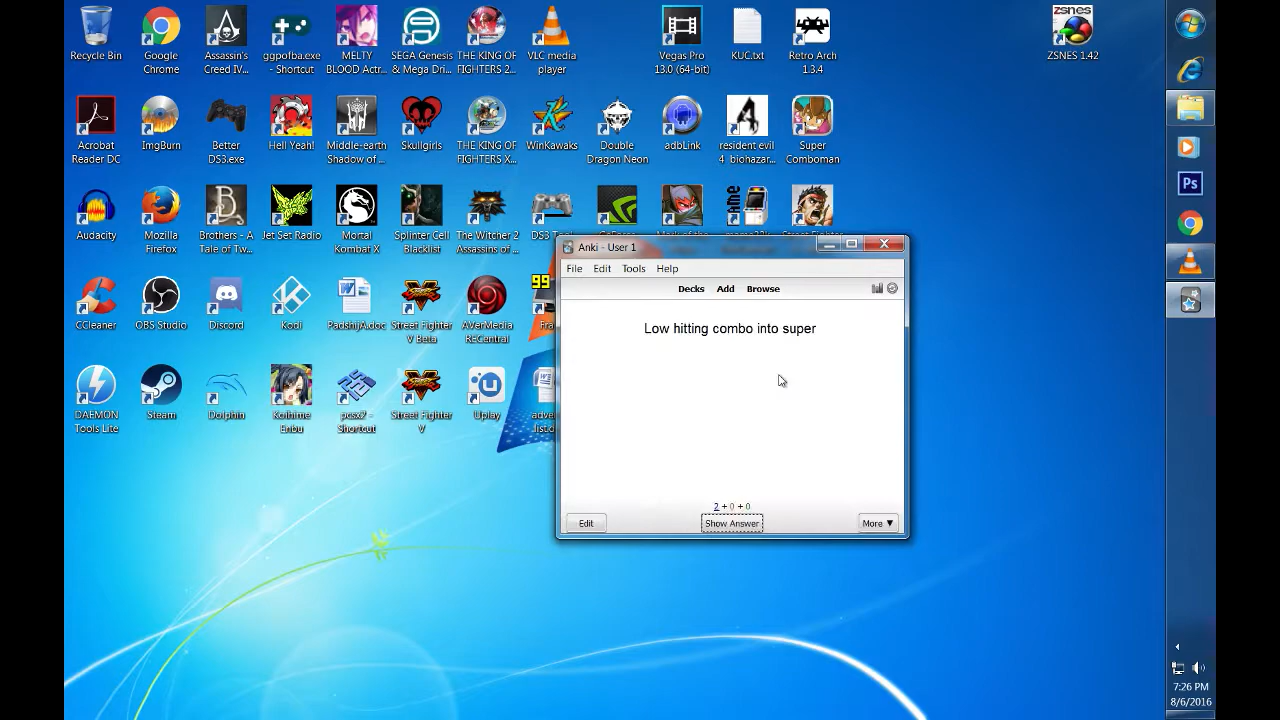 Recycle Bin
Google
Chrome
Assassin's
Creed IV...
ggpofba.exe
- Shortcut
MELTY
BLOOD Actr...
SEGA Genesis
& Mega Dri...
THE KING OF
FIGHTERS 2...
VLC media
player
Vegas Pro
13.0 (64-bit)
KUC.txt
Retro Arch
1.3.4
ZSNES 1.42
Acrobat
Reader DC
ImgBurn
Better
DS3.exe
Hell Yeah!
Middle-earth
Shadow of ...
Skullgirls
THE KING OF
FIGHTERS X...
WinKawaks
Double
Dragon Neon
adbLink
resident evil
4 biohazar...
Super
Comboman
Audacity
Mozilla
Firefox
Brothers - A
Tale of Tw...
Jet Set Radio
Mortal
Kombat X
Splinter Cell
Blacklist
The Witcher 2
Assassins of ...
CCleaner
OBS Studio
Discord
Kodi
PadshijA.doc
Street Fighter
V Beta
AVerMedia
RECentral
99
Fra
DAEMON
Tools Lite
Steam
Dolphin
Koihime
Enbu
pcsx2 -
Shortcut
Street Fighter
V
Uplay
Anki - User 1
File Edit Tools Help
Decks Add Browse
Low hitting combo into super
2 + 0 + 0
Edit
Show Answer
More ▼
Ps
7:26 PM
8/6/2016